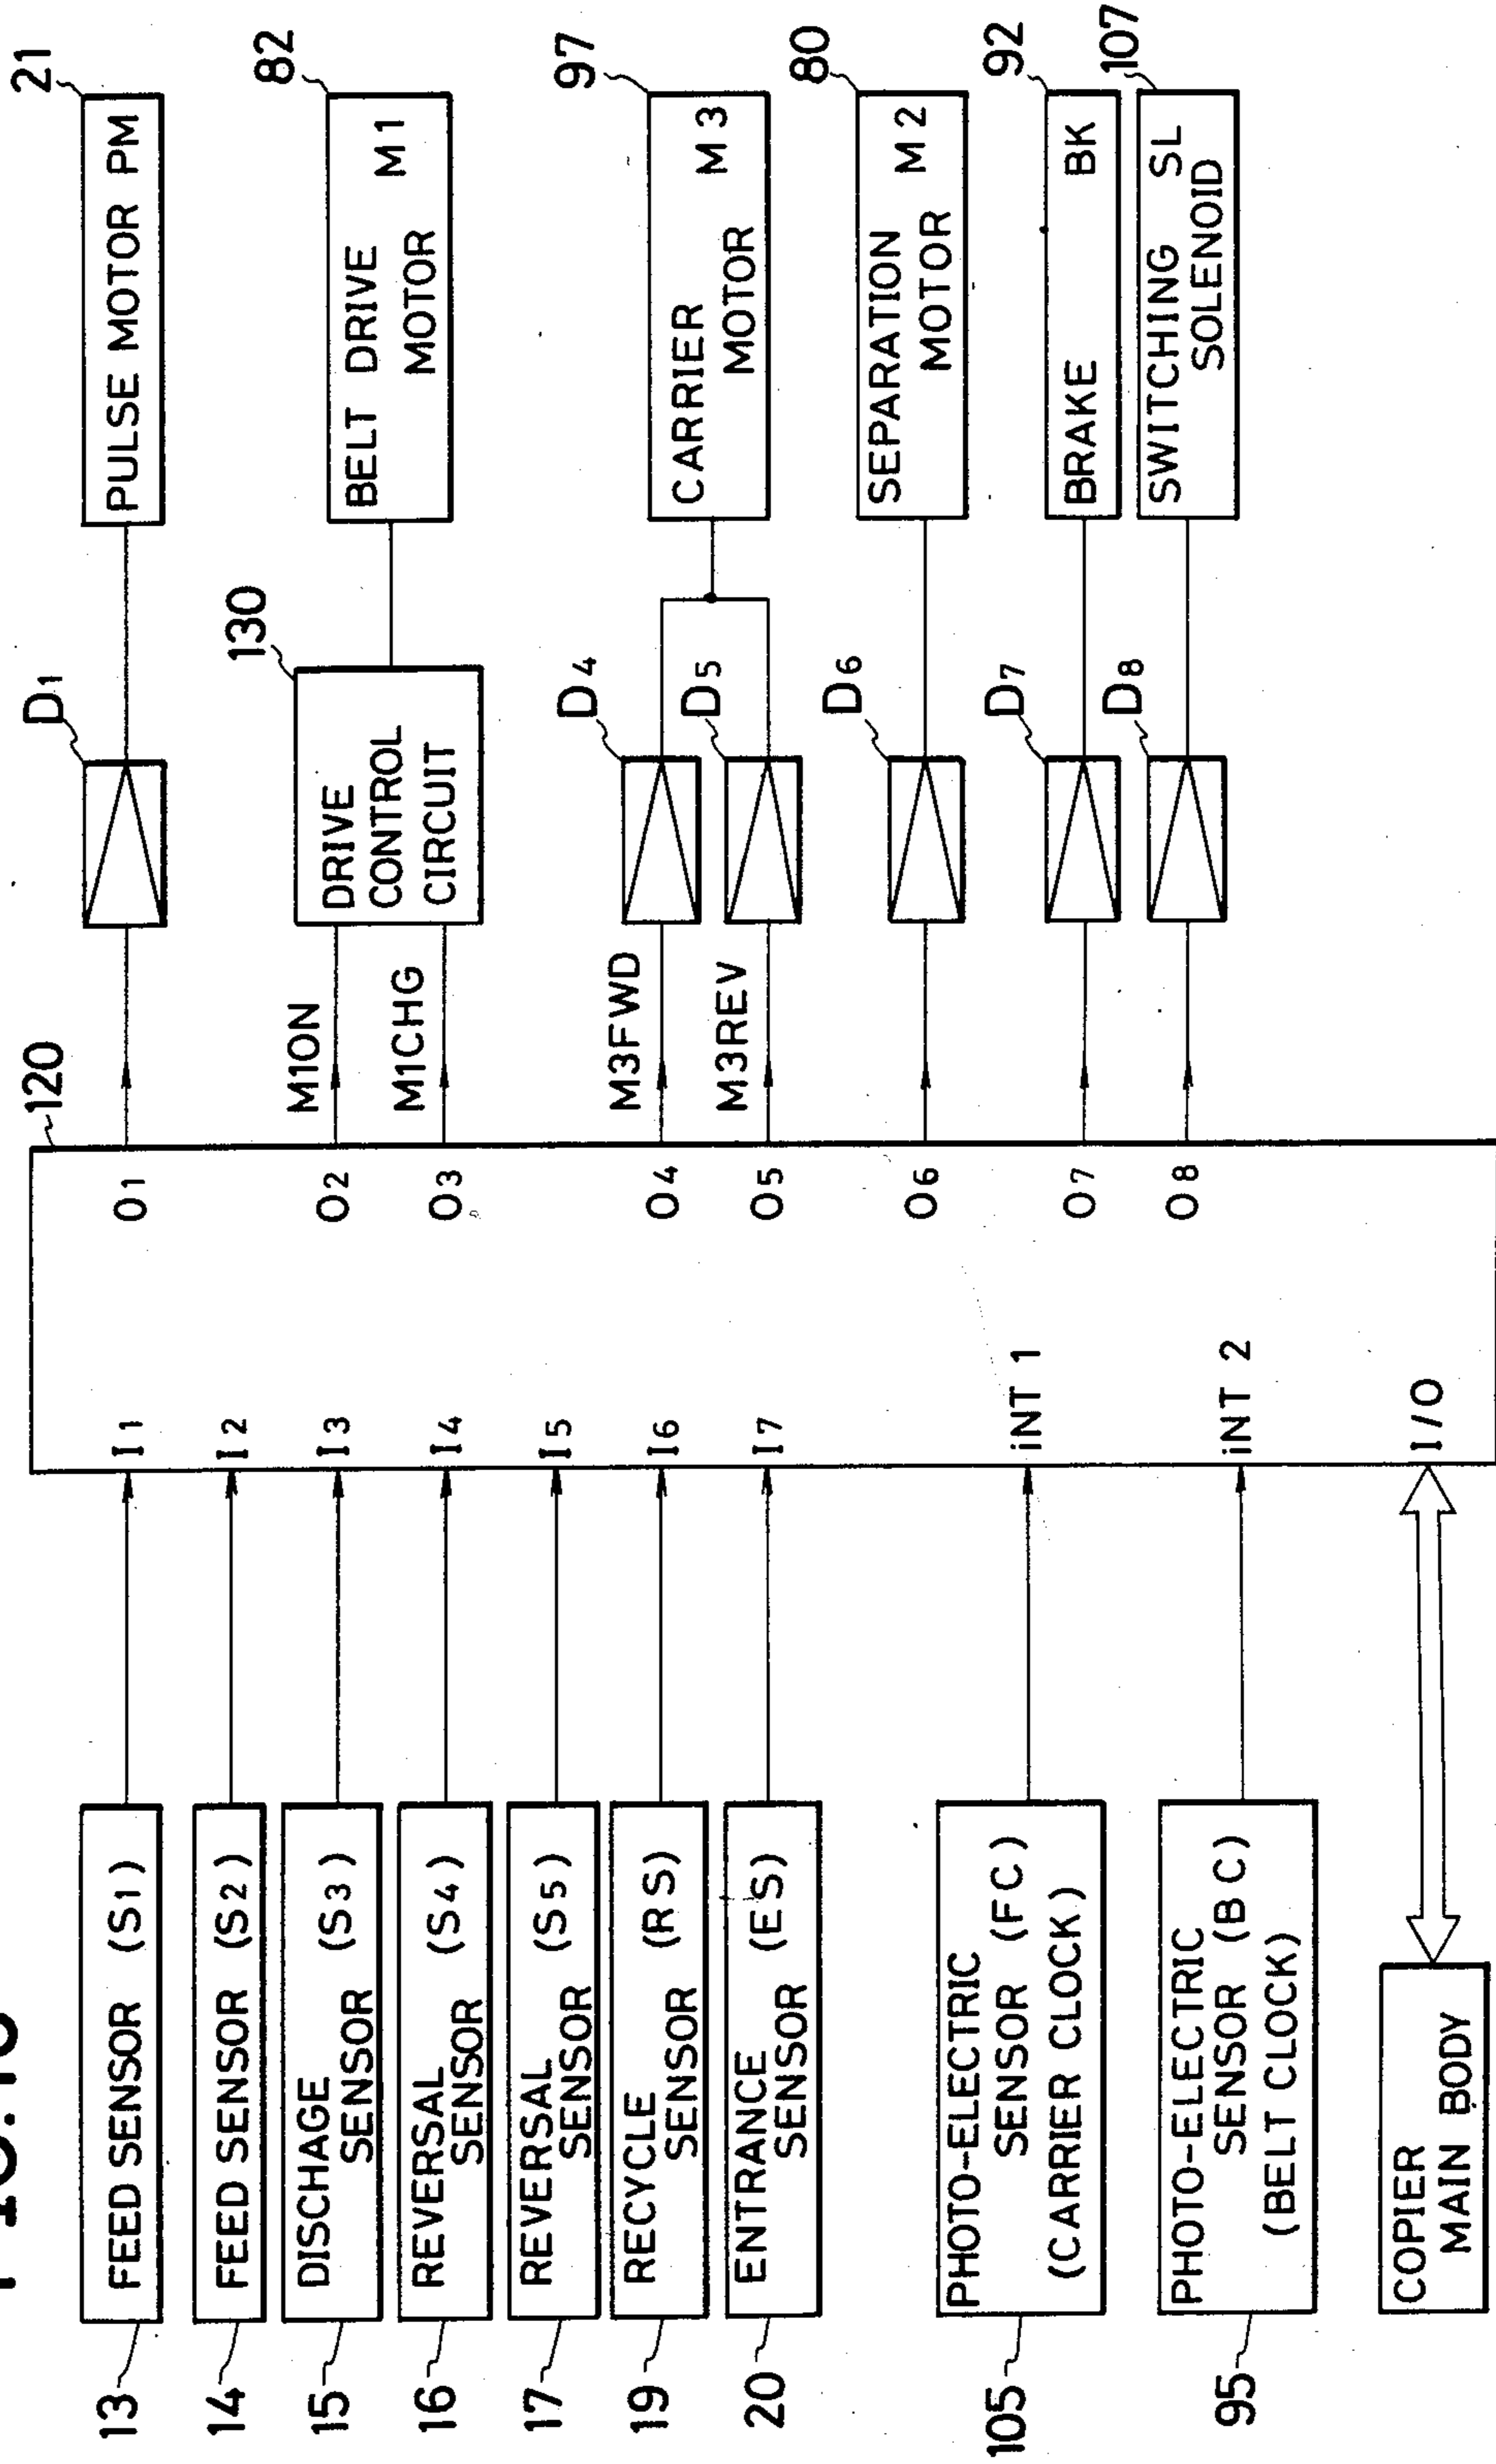 13
FEED SENSOR (S1)
14
FEED SENSOR (S2)
15
DISCHAGE
SENSOR (S3)
16
REVERSAL
SENSOR (S4)
17
REVERSAL
SENSOR (S5)
19
RECYCLE
SENSOR (RS)
20
ENTRANCE
SENSOR (ES)
105
PHOTO-ELECTRIC
SENSOR (FC)
(CARRIER CLOCK)
95
PHOTO-ELECTRIC
SENSOR (BC)
(BELT CLOCK)
COPIER
MAIN BODY
120
I1
I2
I3
I4
I5
I6
I7
iNT 1
iNT 2
I/O
O1
O2
O3
O4
O5
O6
O7
O8
M1ON
M1CHG
M3FWD
M3REV
D1
130
DRIVE
CONTROL
CIRCUIT
D4
D5
D6
D7
D8
21
PULSE MOTOR PM
82
BELT DRIVE M1
MOTOR
97
CARRIER M3
MOTOR
80
SEPARATION M2
MOTOR
92
BRAKE BK
107
SWITCHING SL
SOLENOID